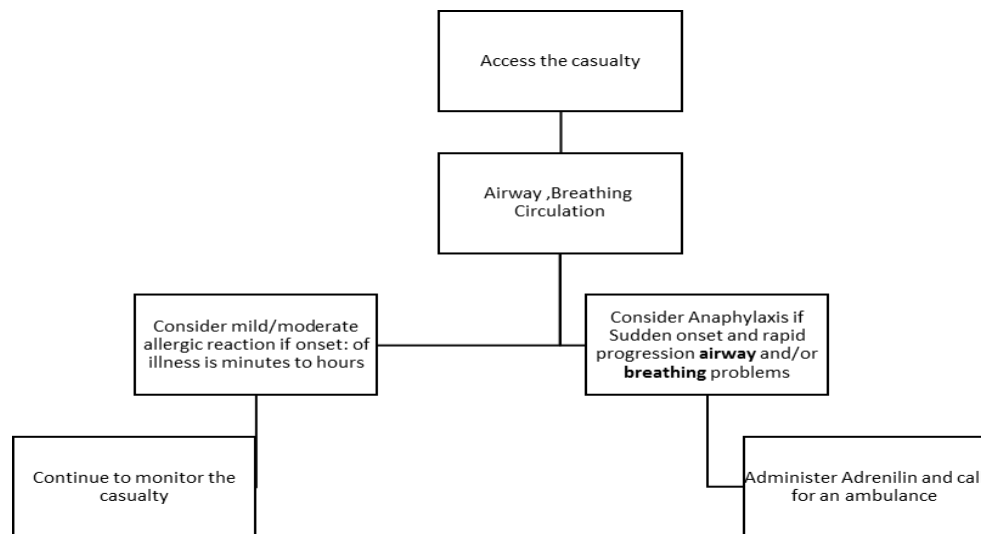 Access the casualty
Airway ,Breathing
Circulation
Consider mild/moderate
allergic reaction if onset: of
illness is minutes to hours
Consider Anaphylaxis if
Sudden onset and rapid
progression airway and/or
breathing problems
Continue to monitor the
casualty
Administer Adrenilin and cal
for an ambulance